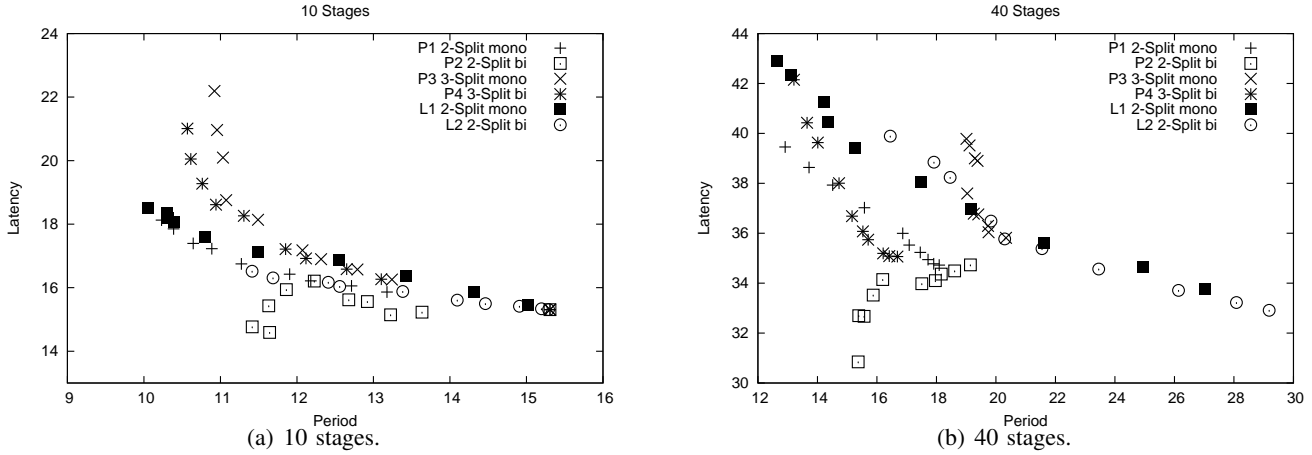 10 Stages
24
22
20
18
16
14
13
Latency
9
10
11
12
13
14
15
16
Period
P1 2-Split mono
P2 2-Split bi
P3 3-Split mono
P4 3-Split bi
L1 2-Split mono
L2 2-Split bi
(a) 10 stages.
40 Stages
44
42
40
38
36
34
32
30
Latency
12
14
16
18
20
22
24
26
28
30
Period
P1 2-Split mono
P2 2-Split bi
P3 3-Split mono
P4 3-Split bi
L1 2-Split mono
L2 2-Split bi
(b) 40 stages.